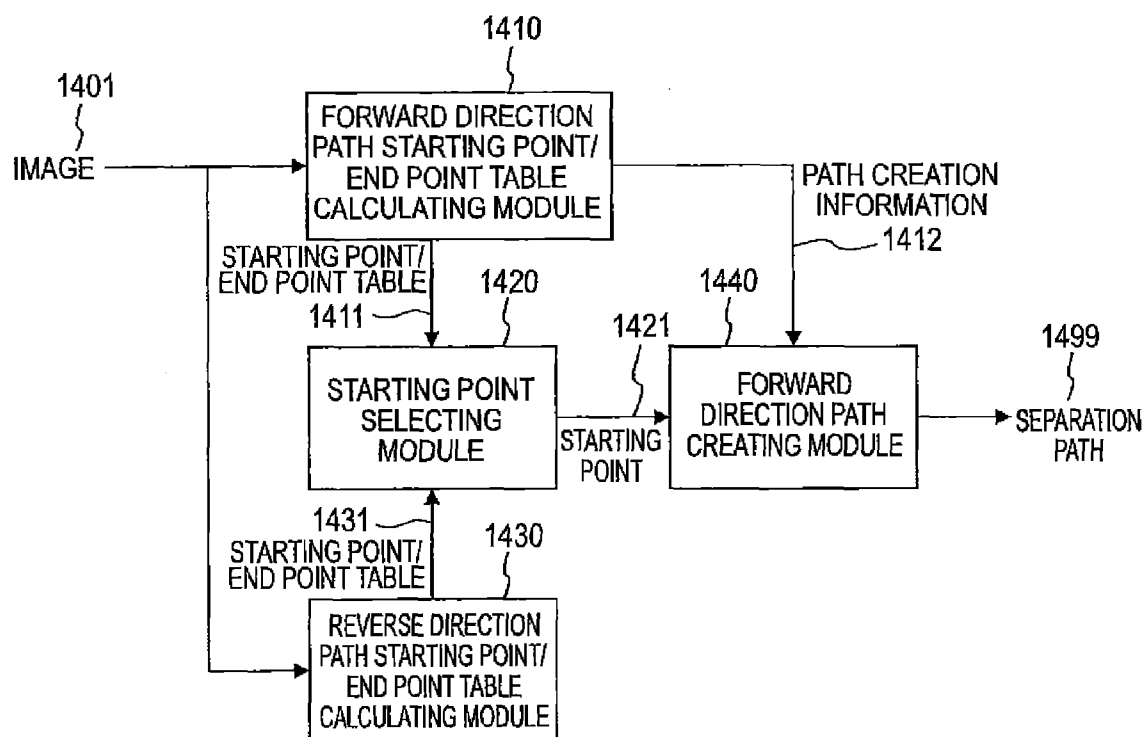 1410
1401
IMAGE
FORWARD DIRECTION
PATH STARTING POINT/
END POINT TABLE
CALCULATING MODULE
PATH CREATION
INFORMATION
1412
STARTING POINT/
END POINT TABLE
1411
1420
1421
1440
1499
STARTING POINT
SELECTING
MODULE
STARTING
POINT
FORWARD
DIRECTION PATH
CREATING MODULE
SEPARATION
PATH
1431
STARTING POINT/
END POINT TABLE
1430
REVERSE DIRECTION
PATH STARTING POINT/
END POINT TABLE
CALCULATING MODULE